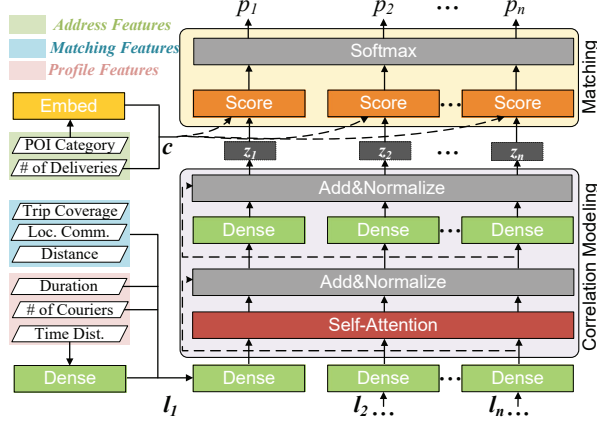 Address Features
Matching Features
Profile Features
Embed
POI Category
# of Deliveries
c
Trip Coverage
Loc. Comm.
Distance
Duration
# of Couriers
Time Dist.
Dense
p1 p2 ... pn
Softmax
Score Score ... Score
z1 z2 ... zn
Add&Normalize
Dense Dense ... Dense
Add&Normalize
Self-Attention
Dense Dense ... Dense
l1 l2... ln...
Matching
Correlation Modeling